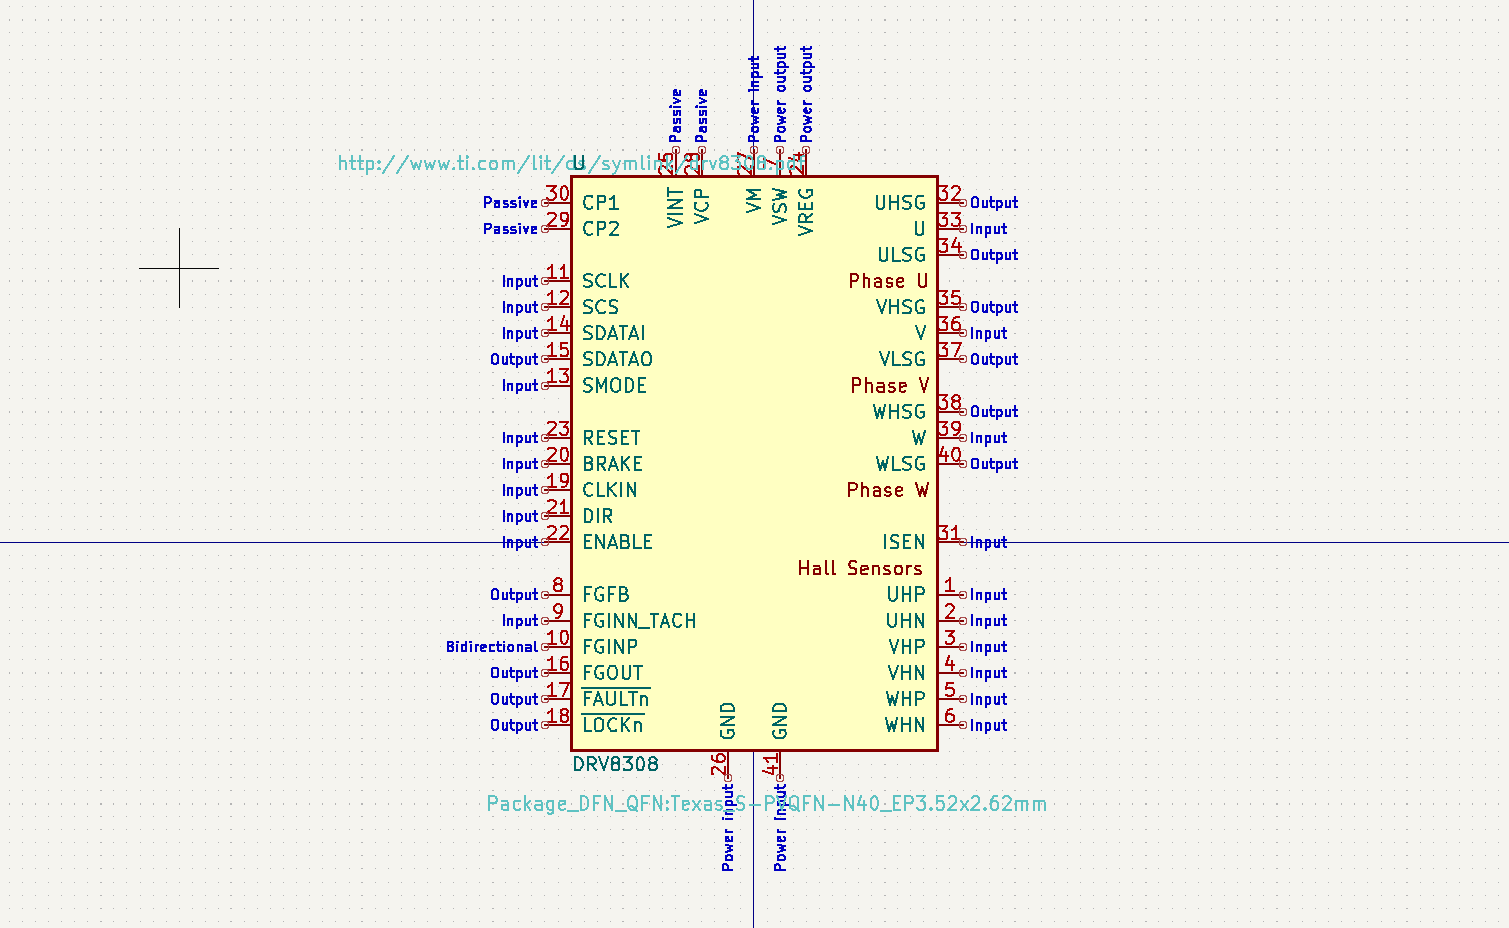 Passive
Passive
Power input
Power output
Power output
http://www.ti.com/lit/ds/symlink/drv8308.pdf
U
25
28
27
7
24
VINT
VCP
VM
VSW
VREG
Passive 30 CP1
Passive 29 CP2
Input 11 SCLK
Input 12 SCS
Input 14 SDATAI
Output 15 SDATAO
Input 13 SMODE
Input 23 RESET
Input 20 BRAKE
Input 19 CLKIN
Input 21 DIR
Input 22 ENABLE
Output 8 FGFB
Input 9 FGINN_TACH
Bidirectional 10 FGINP
Output 16 FGOUT
Output 17 FAULTn
Output 18 LOCKn
UHSG 32 Output
U 33 Input
ULSG 34 Output
Phase U
VHSG 35 Output
V 36 Input
VLSG 37 Output
Phase V
WHSG 38 Output
W 39 Input
WLSG 40 Output
Phase W
ISEN 31 Input
Hall Sensors
UHP 1 Input
UHN 2 Input
VHP 3 Input
VHN 4 Input
WHP 5 Input
WHN 6 Input
GND
GND
26
41
DRV8308
Power input
Power input
Package_DFN_QFN:Texas_S-PVQFN-N40_EP3.52x2.62mm